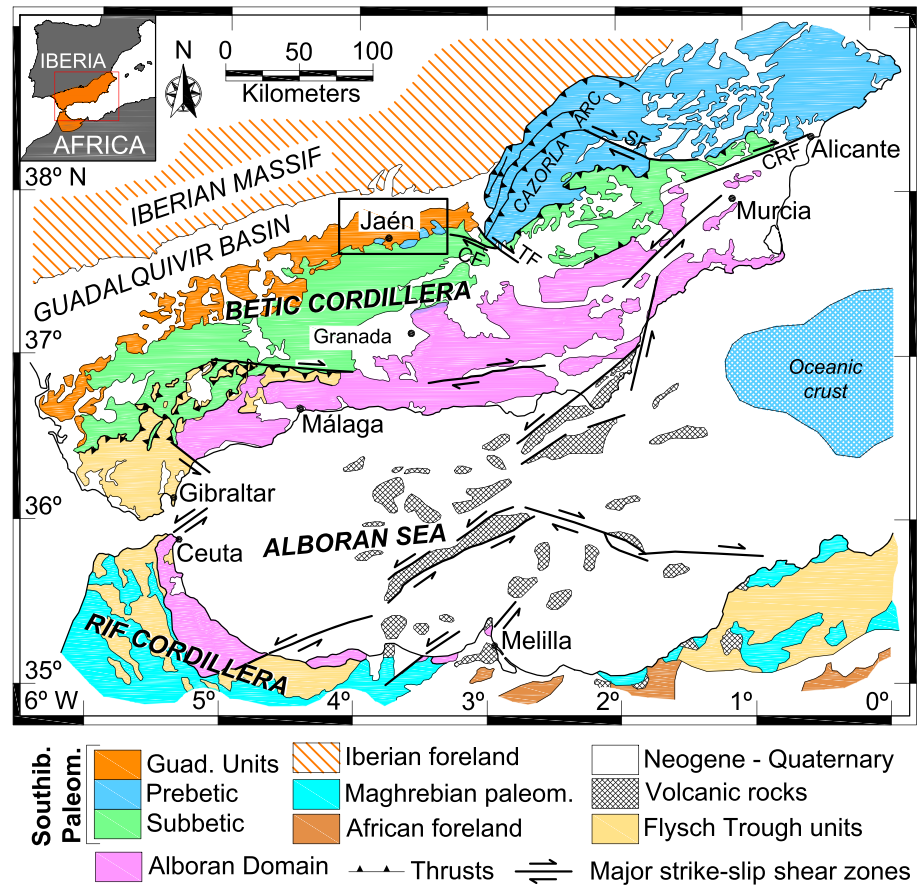 IBERIA
AFRICA
N
0 50 100
Kilometers
38º N
IBERIAN MASSIF
GUADALQUIVIR BASIN
CAZORLA ARC
SF
CRF
Alicante
Murcia
Jaén
CF
TF
BETIC CORDILLERA
Granada
37º
Oceanic
crust
Málaga
Gibraltar
36º
Ceuta
ALBORAN SEA
RIF CORDILLERA
Melilla
35º
6º W 5º 4º 3º 2º 1º 0º
Southib.
Paleom.
Guad. Units
Prebetic
Subbetic
Alboran Domain
Iberian foreland
Maghrebian paleom.
African foreland
Thrusts
Neogene - Quaternary
Volcanic rocks
Flysch Trough units
Major strike-slip shear zones